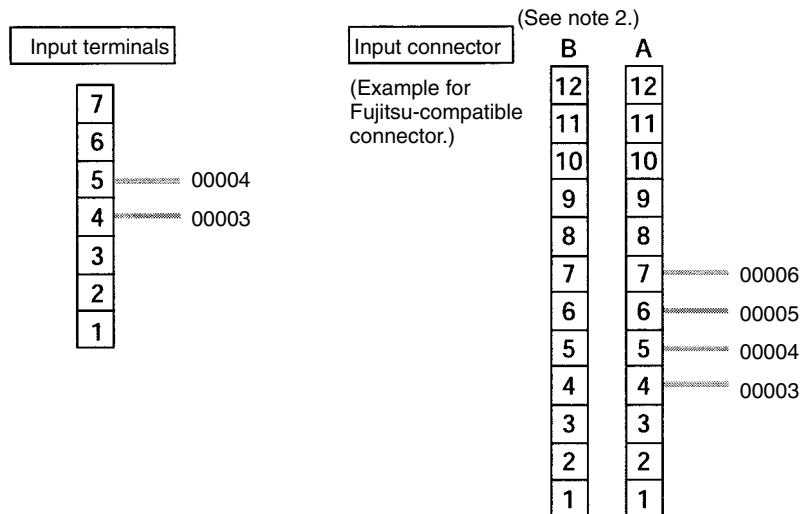 Input terminals
7
6
5 00004
4 00003
3
2
1
(See note 2.)
Input connector
(Example for
Fujitsu-compatible
connector.)
B A
12 12
11 11
10 10
9 9
8 8
7 7 00006
6 6 00005
5 5 00004
4 4 00003
3 3
2 2
1 1